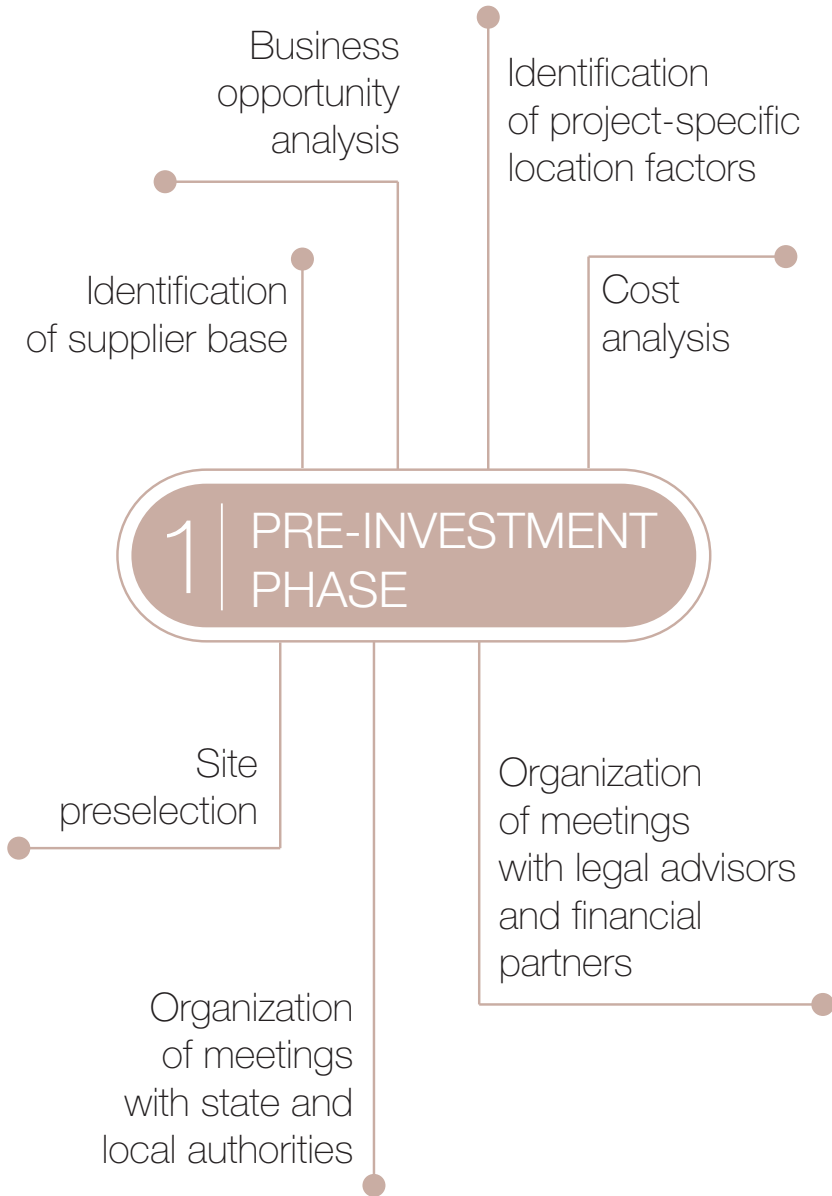 Business
opportunity
analysis
Identification
of project-specific
location factors
Identification
of supplier base
Cost
analysis
1
PRE-INVESTMENT
PHASE
Site
preselection
Organization
of meetings
with legal advisors
and financial
partners
Organization
of meetings
with state and
local authorities